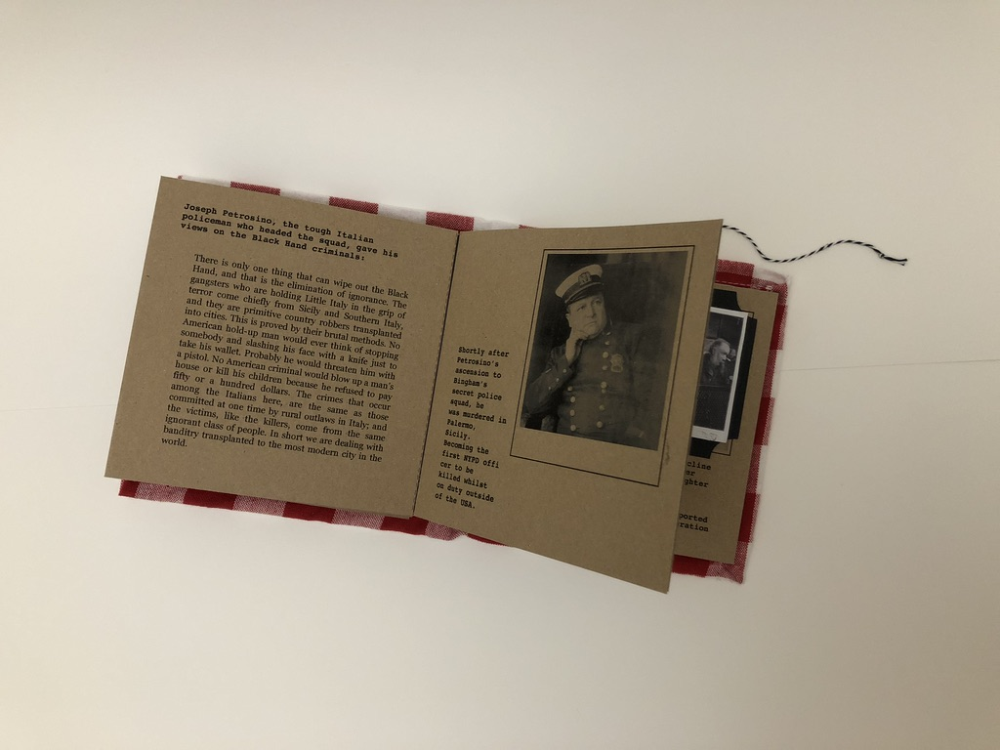 Joseph Petrosino, the tough Italian
policeman who headed the squad, gave his
views on the Black Hand criminals:
There is only one thing that can wipe out the Black
Hand, and that is the elimination of ignorance. The
gangsters who are holding Little Italy in the grip of
terror come chiefly from Sicily and Southern Italy,
and they are primitive country robbers transplanted
into cities. This is proved by their brutal methods. No
American hold-up man would ever think of stopping
somebody and slashing his face with a knife just to
take his wallet. Probably he would threaten him with
a pistol. No American criminal would blow up a man's
house or kill his children because he refused to pay
fifty or a hundred dollars. The crimes that occur
among the Italians here, are the same as those
committed at one time by rural outlaws in Italy; and
the victims, like the killers, come from the same
ignorant class of people. In short we are dealing with
banditry transplanted to the most modern city in the
world.
Shortly after
Petrosino's
ascension to
Bingham's
secret police
squad, he
was murdered in
Palermo,
Sicily.
Becoming the
first NYPD offi
cer to be
killed whilst
on duty outside
of the USA.
cline
er
ghter
ported
ration